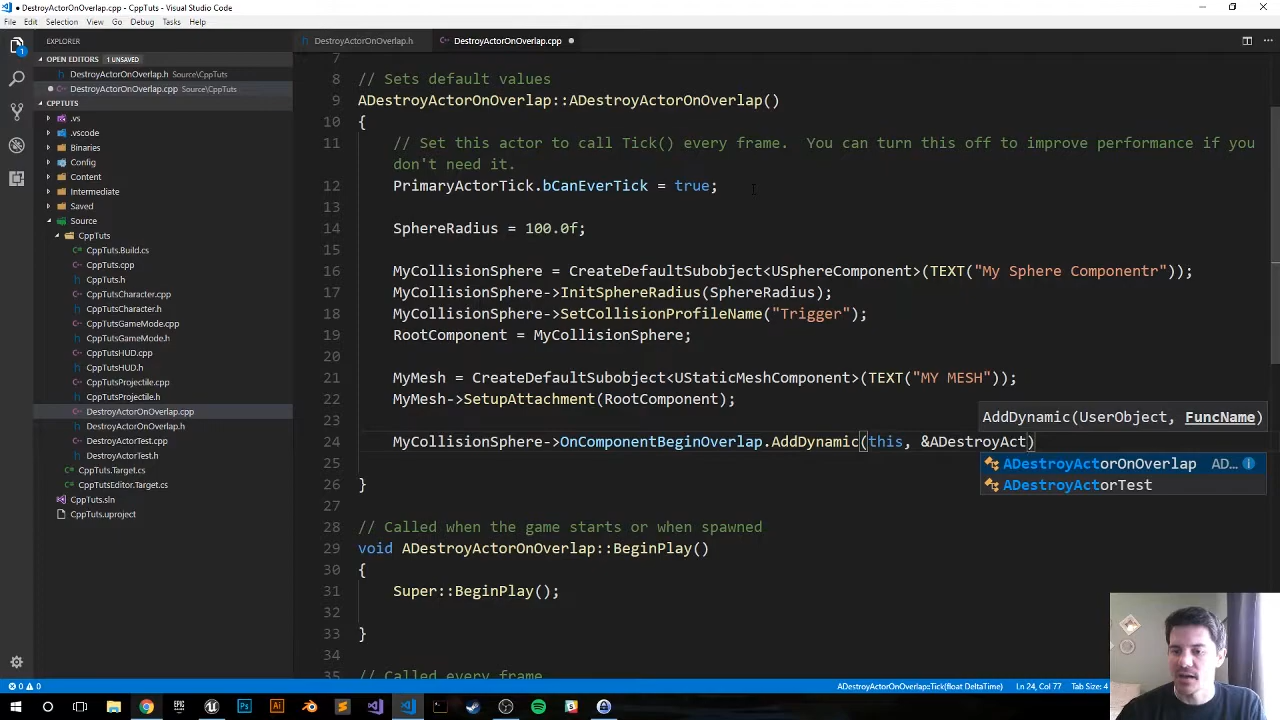 DestroyActorOnOverlap.cpp - CppTuts - Visual Studio Code
File Edit Selection View Go Debug Tasks Help
EXPLORER
DestroyActorOnOverlap.h
DestroyActorOnOverlap.cpp
OPEN EDITORS 1 UNSAVED
DestroyActorOnOverlap.h Source\CppTuts
DestroyActorOnOverlap.cpp Source\CppTuts
CPPTUTS
.vs
.vscode
Binaries
Config
Content
Intermediate
Saved
Source
CppTuts
CppTuts.Build.cs
CppTuts.cpp
CppTuts.h
CppTutsCharacter.cpp
CppTutsCharacter.h
CppTutsGameMode.cpp
CppTutsGameMode.h
CppTutsHUD.cpp
CppTutsHUD.h
CppTutsProjectile.cpp
CppTutsProjectile.h
DestroyActorOnOverlap.cpp
DestroyActorOnOverlap.h
DestroyActorTest.cpp
DestroyActorTest.h
CppTuts.Target.cs
CppTutsEditor.Target.cs
CppTuts.sln
CppTuts.uproject
7
8 // Sets default values
9 ADestroyActorOnOverlap::ADestroyActorOnOverlap()
10 {
11 // Set this actor to call Tick() every frame.  You can turn this off to improve performance if you
don't need it.
12 PrimaryActorTick.bCanEverTick = true;
13
14 SphereRadius = 100.0f;
15
16 MyCollisionSphere = CreateDefaultSubobject<USphereComponent>(TEXT("My Sphere Componentr"));
17 MyCollisionSphere->InitSphereRadius(SphereRadius);
18 MyCollisionSphere->SetCollisionProfileName("Trigger");
19 RootComponent = MyCollisionSphere;
20
21 MyMesh = CreateDefaultSubobject<UStaticMeshComponent>(TEXT("MY MESH"));
22 MyMesh->SetupAttachment(RootComponent);
23
AddDynamic(UserObject, FuncName)
24 MyCollisionSphere->OnComponentBeginOverlap.AddDynamic(this, &ADestroyAct)
25
ADestroyActorOnOverlap AD...
ADestroyActorTest
26 }
27
28 // Called when the game starts or when spawned
29 void ADestroyActorOnOverlap::BeginPlay()
30 {
31 Super::BeginPlay();
32
33 }
34
35 // Called every frame
0 0 ADestroyActorOnOverlap::Tick(float DeltaTime) Ln 24, Col 77 Tab Size: 4